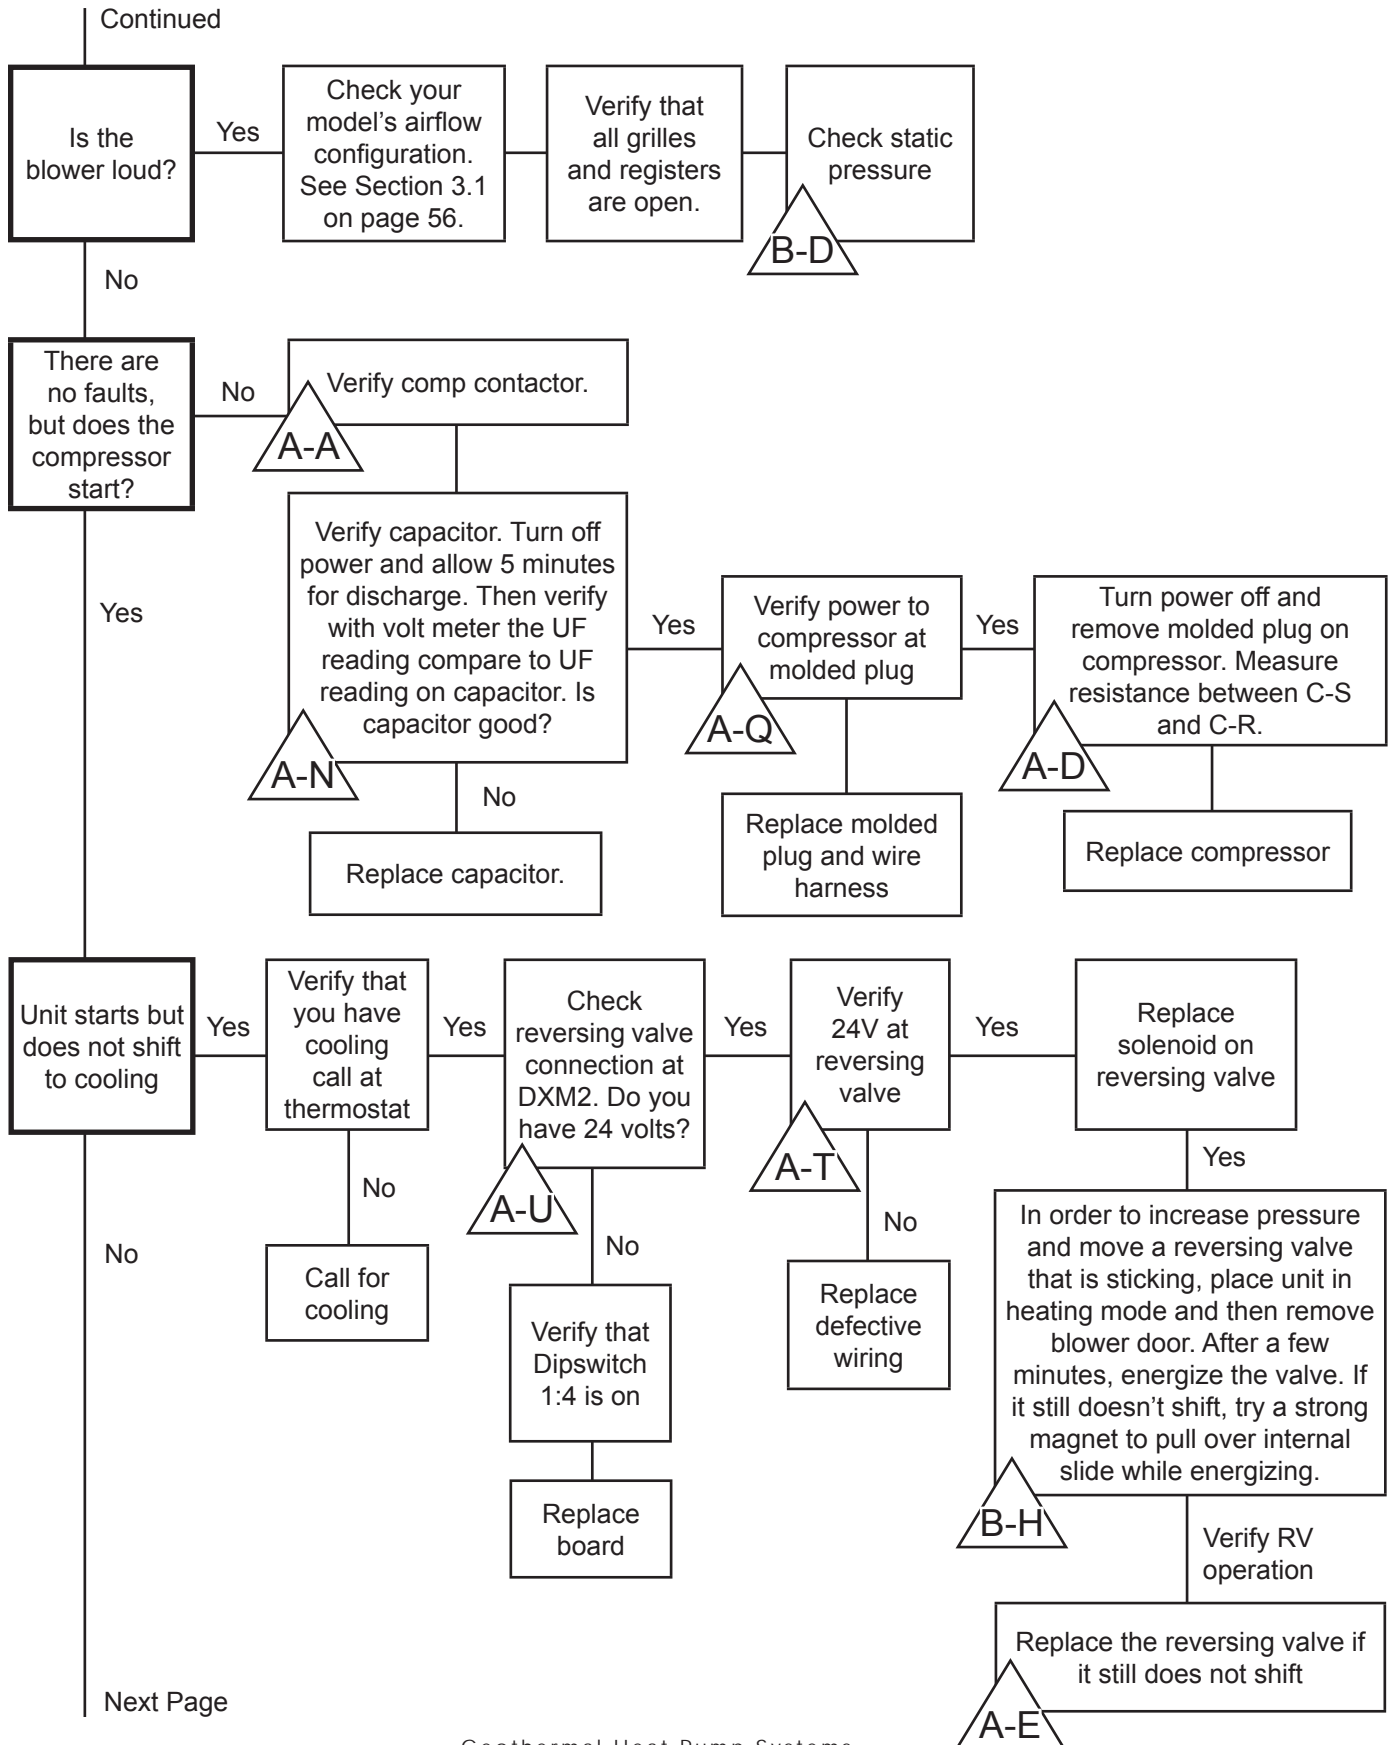 Continued
Is the
blower loud?
Yes
Check your
model's airflow
configuration.
See Section 3.1
on page 56.
Verify that
all grilles
and registers
are open.
Check static
pressure
B-D
No
There are
no faults,
but does the
compressor
start?
No
Verify comp contactor.
A-A
Verify capacitor. Turn off
power and allow 5 minutes
for discharge. Then verify
with volt meter the UF
reading compare to UF
reading on capacitor. Is
capacitor good?
A-N
Yes
Verify power to
compressor at
molded plug
A-Q
Yes
Turn power off and
remove molded plug on
compressor. Measure
resistance between C-S
and C-R.
A-D
No
Replace capacitor.
Replace molded
plug and wire
harness
Replace compressor
Yes
Unit starts but
does not shift
to cooling
Yes
Verify that
you have
cooling
call at
thermostat
Yes
Check
reversing valve
connection at
DXM2. Do you
have 24 volts?
A-U
Yes
Verify
24V at
reversing
valve
A-T
Yes
Replace
solenoid on
reversing valve
No
Call for
cooling
No
Verify that
Dipswitch
1:4 is on
Replace
board
No
Replace
defective
wiring
Yes
In order to increase pressure
and move a reversing valve
that is sticking, place unit in
heating mode and then remove
blower door. After a few
minutes, energize the valve. If
it still doesn't shift, try a strong
magnet to pull over internal
slide while energizing.
B-H
Verify RV
operation
Replace the reversing valve if
it still does not shift
A-E
No
Next Page
Geothermal Heat Pump Systems